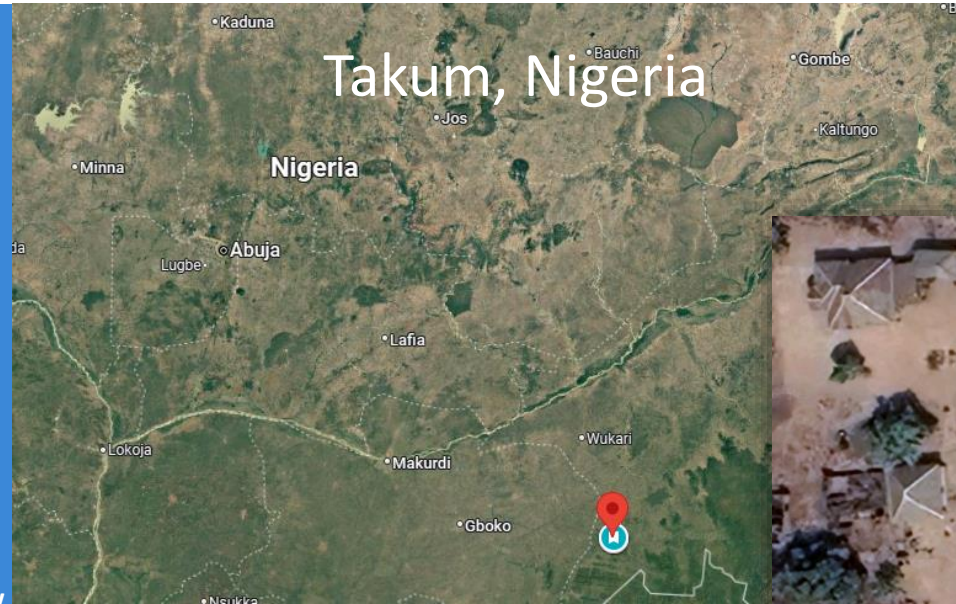 Kaduna
Takum, Nigeria
Bauchi
Gombe
Jos
Kaltungo
Minna
Nigeria
Abuja
Lugbe
Lafia
Wukari
Lokoja
Makurdi
Gboko
Nsukka